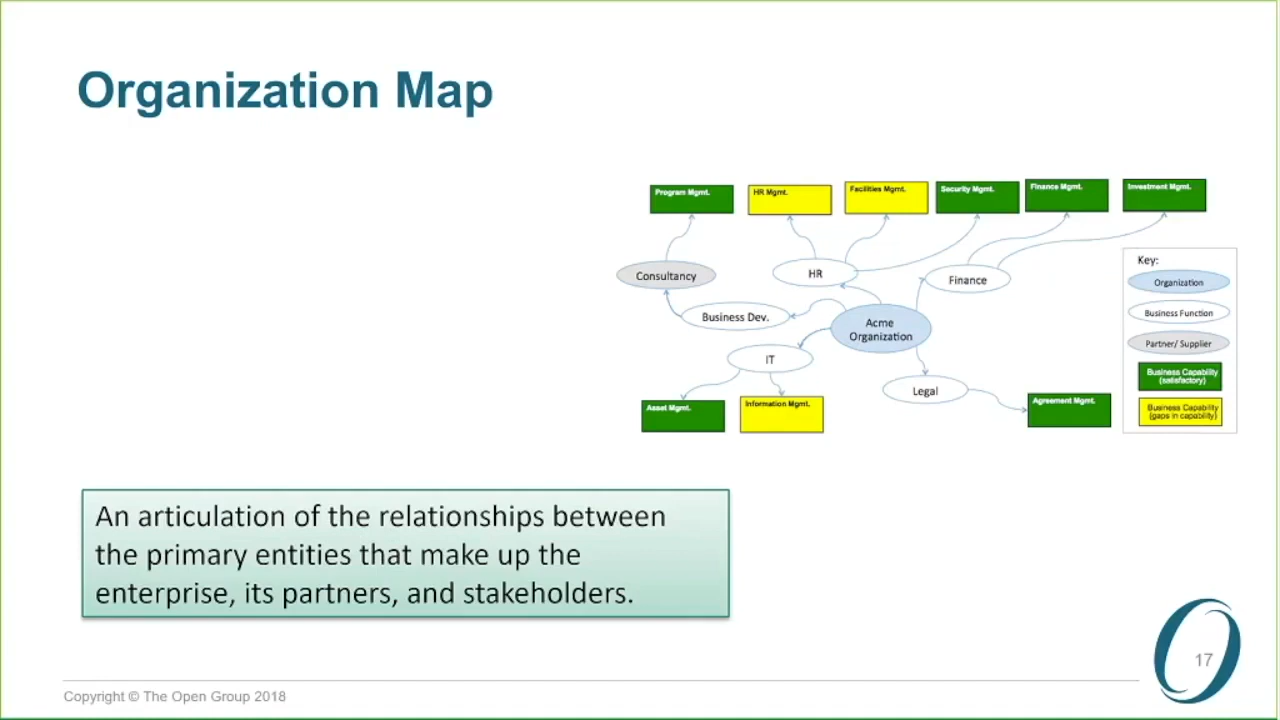 Organization Map
Program Mgmt.
HR Mgmt.
Facilities Mgmt.
Security Mgmt.
Finance Mgmt.
Investment Mgmt.
Consultancy
HR
Finance
Business Dev.
Acme
Organization
IT
Legal
Asset Mgmt.
Information Mgmt.
Agreement Mgmt.
Key:
Organization
Business Function
Partner/ Supplier
Business Capability
(satisfactory)
Business Capability
(gaps in capability)
An articulation of the relationships between
the primary entities that make up the
enterprise, its partners, and stakeholders.
17
Copyright © The Open Group 2018